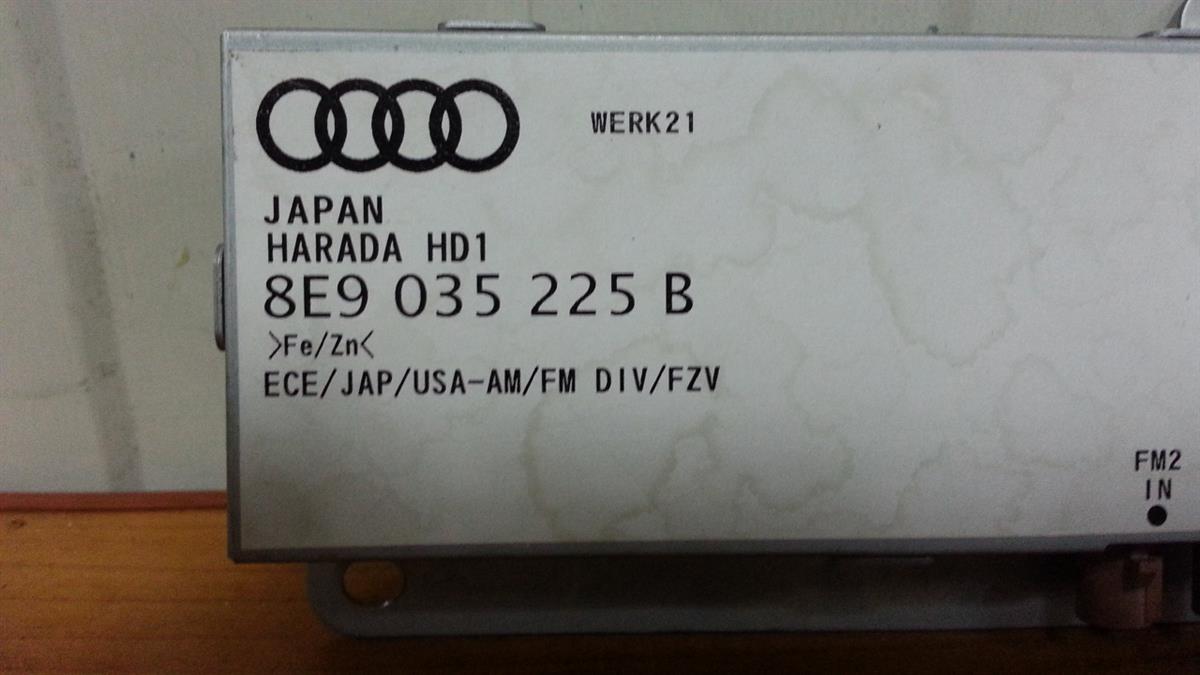 WERK21
JAPAN
HARADA HD1
8E9 035 225 B
>Fe/Zn<
ECE/JAP/USA-AM/FM DIV/FZV
FM2
IN